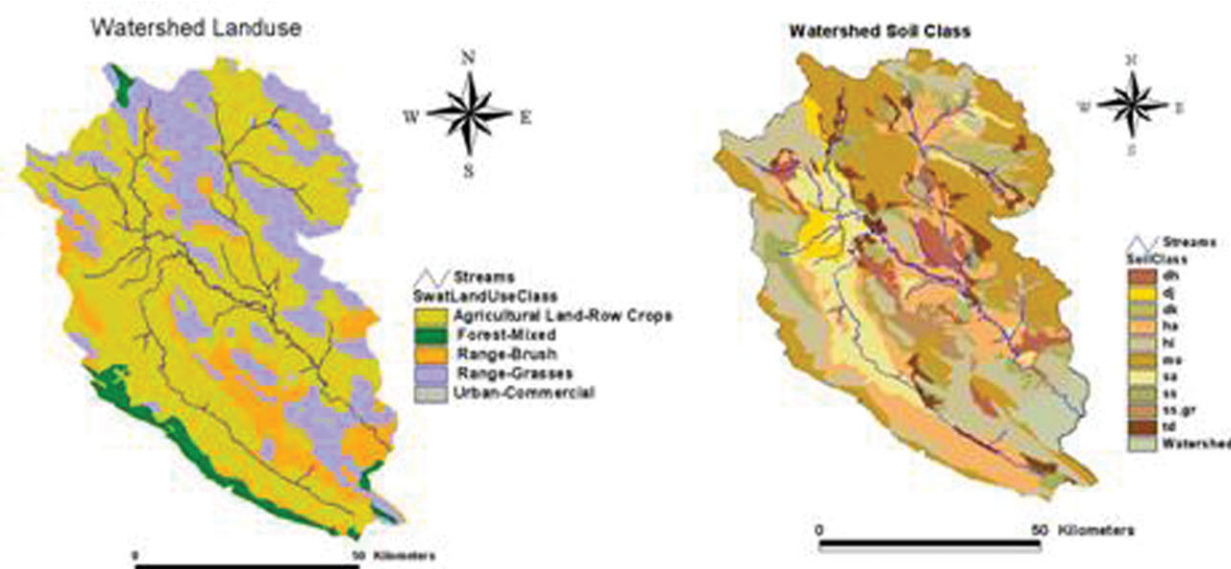 Watershed Landuse
N
W
E
S
Streams
SwatLandUseClass
Agricultural Land-Row Crops
Forest-Mixed
Range-Brush
Range-Grasses
Urban-Commercial
0 50 Kilometers
Watershed Soil Class
N
W
E
S
Streams
SoilClass
dh
dj
dk
ha
hl
mo
sa
ss
ss.gr
td
Watershed
0 50 Kilometers